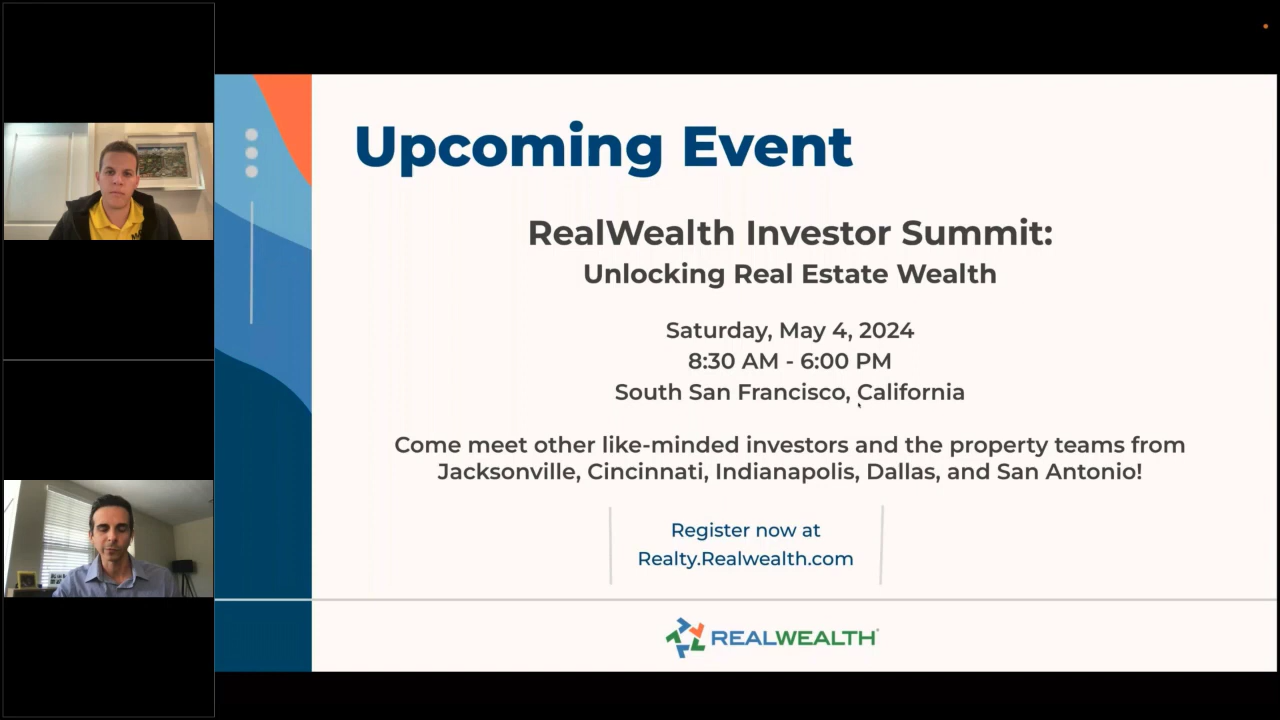 Upcoming Event
RealWealth Investor Summit:
Unlocking Real Estate Wealth
Saturday, May 4, 2024
8:30 AM - 6:00 PM
South San Francisco, California
Come meet other like-minded investors and the property teams from
Jacksonville, Cincinnati, Indianapolis, Dallas, and San Antonio!
Register now at
Realty.Realwealth.com
REALWEALTH